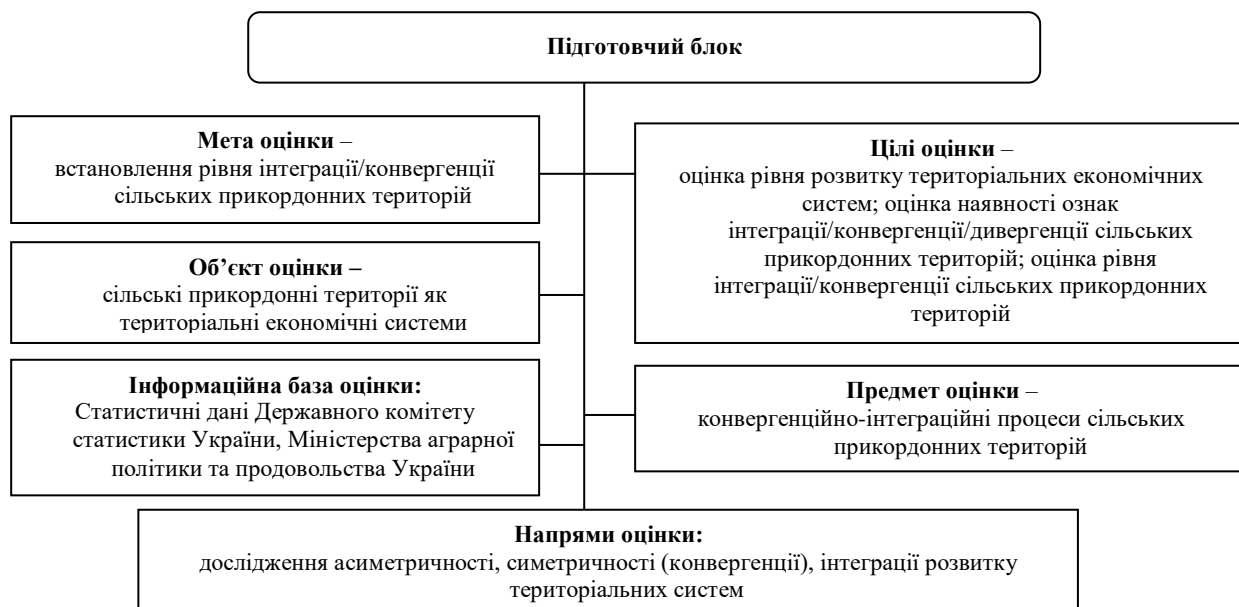 Підготовчий блок
Мета оцінки –
встановлення рівня інтеграції/конвергенції
сільських прикордонних територій
Цілі оцінки –
оцінка рівня розвитку територіальних економічних
систем; оцінка наявності ознак
інтеграції/конвергенції/дивергенції сільських
прикордонних територій; оцінка рівня
інтеграції/конвергенції сільських прикордонних
територій
Об’єкт оцінки –
сільські прикордонні території як
територіальні економічні системи
Інформаційна база оцінки:
Статистичні дані Державного комітету
статистики України, Міністерства аграрної
політики та продовольства України
Предмет оцінки –
конвергенційно-інтеграційні процеси сільських
прикордонних територій
Напрями оцінки:
дослідження асиметричності, симетричності (конвергенції), інтеграції розвитку
територіальних систем